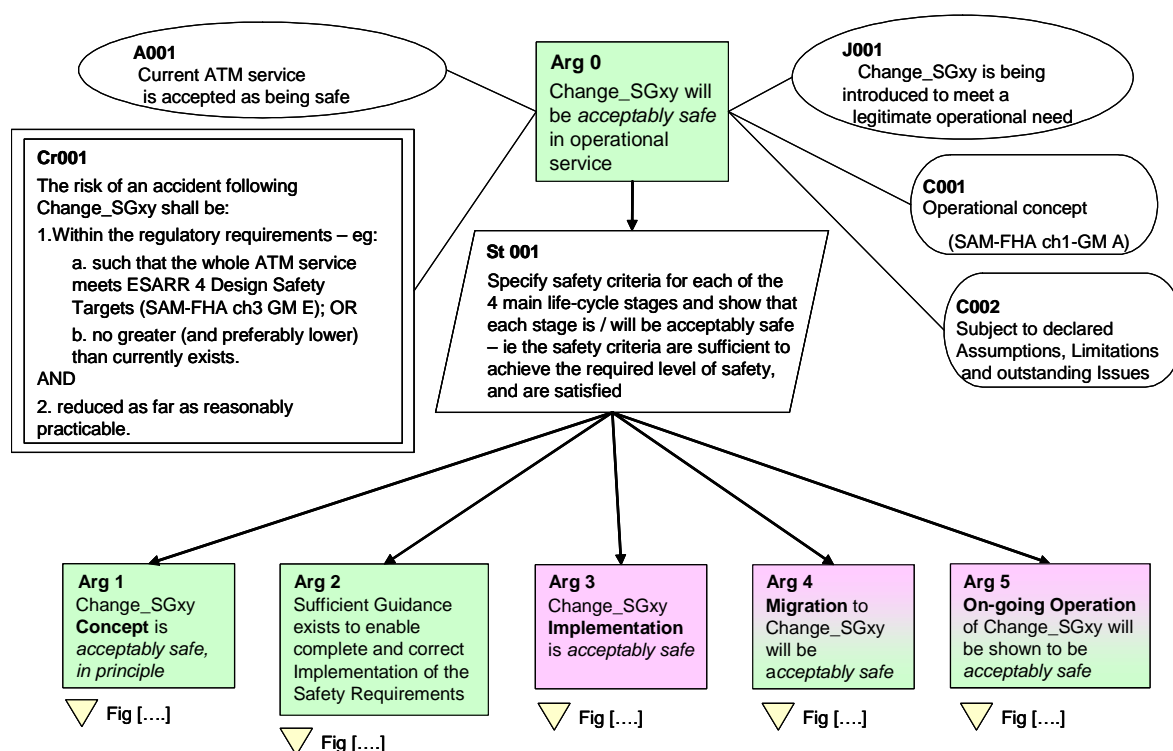 A001
Current ATM service
is accepted as being safe
Arg 0
Change_SGxy will
be acceptably safe
in operational
service
J001
Change_SGxy is being
introduced to meet a
legitimate operational need
Cr001
The risk of an accident following
Change_SGxy shall be:
1.Within the regulatory requirements – eg:
a. such that the whole ATM service
meets ESARR 4 Design Safety
Targets (SAM-FHA ch3 GM E); OR
b. no greater (and preferably lower)
than currently exists.
AND
2. reduced as far as reasonably
practicable.
C001
Operational concept
(SAM-FHA ch1-GM A)
St 001
Specify safety criteria for each of the
4 main life-cycle stages and show that
each stage is / will be acceptably safe
– ie the safety criteria are sufficient to
achieve the required level of safety,
and are satisfied
C002
Subject to declared
Assumptions, Limitations
and outstanding Issues
Arg 1
Change_SGxy
Concept is
acceptably safe,
in principle
Fig [….]
Arg 2
Sufficient Guidance
exists to enable
complete and correct
Implementation of the
Safety Requirements
Fig [….]
Arg 3
Change_SGxy
Implementation
is acceptably safe
Fig [….]
Arg 4
Migration to
Change_SGxy
will be
acceptably safe
Fig [….]
Arg 5
On-going Operation
of Change_SGxy will
be shown to be
acceptably safe
Fig [….]